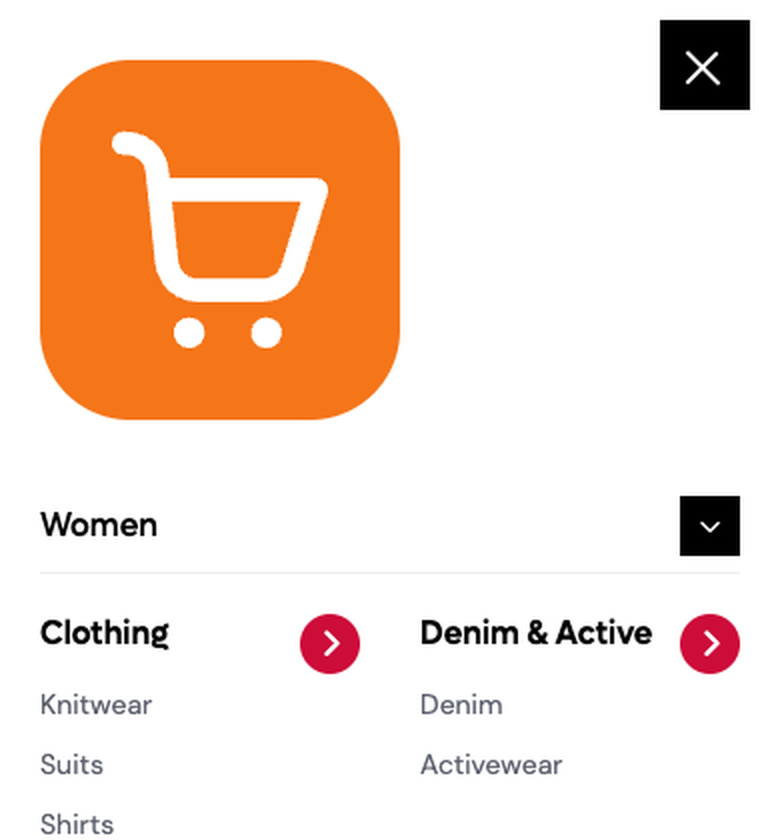 Women
Clothing
Denim & Active
Knitwear
Denim
Suits
Activewear
Shirts